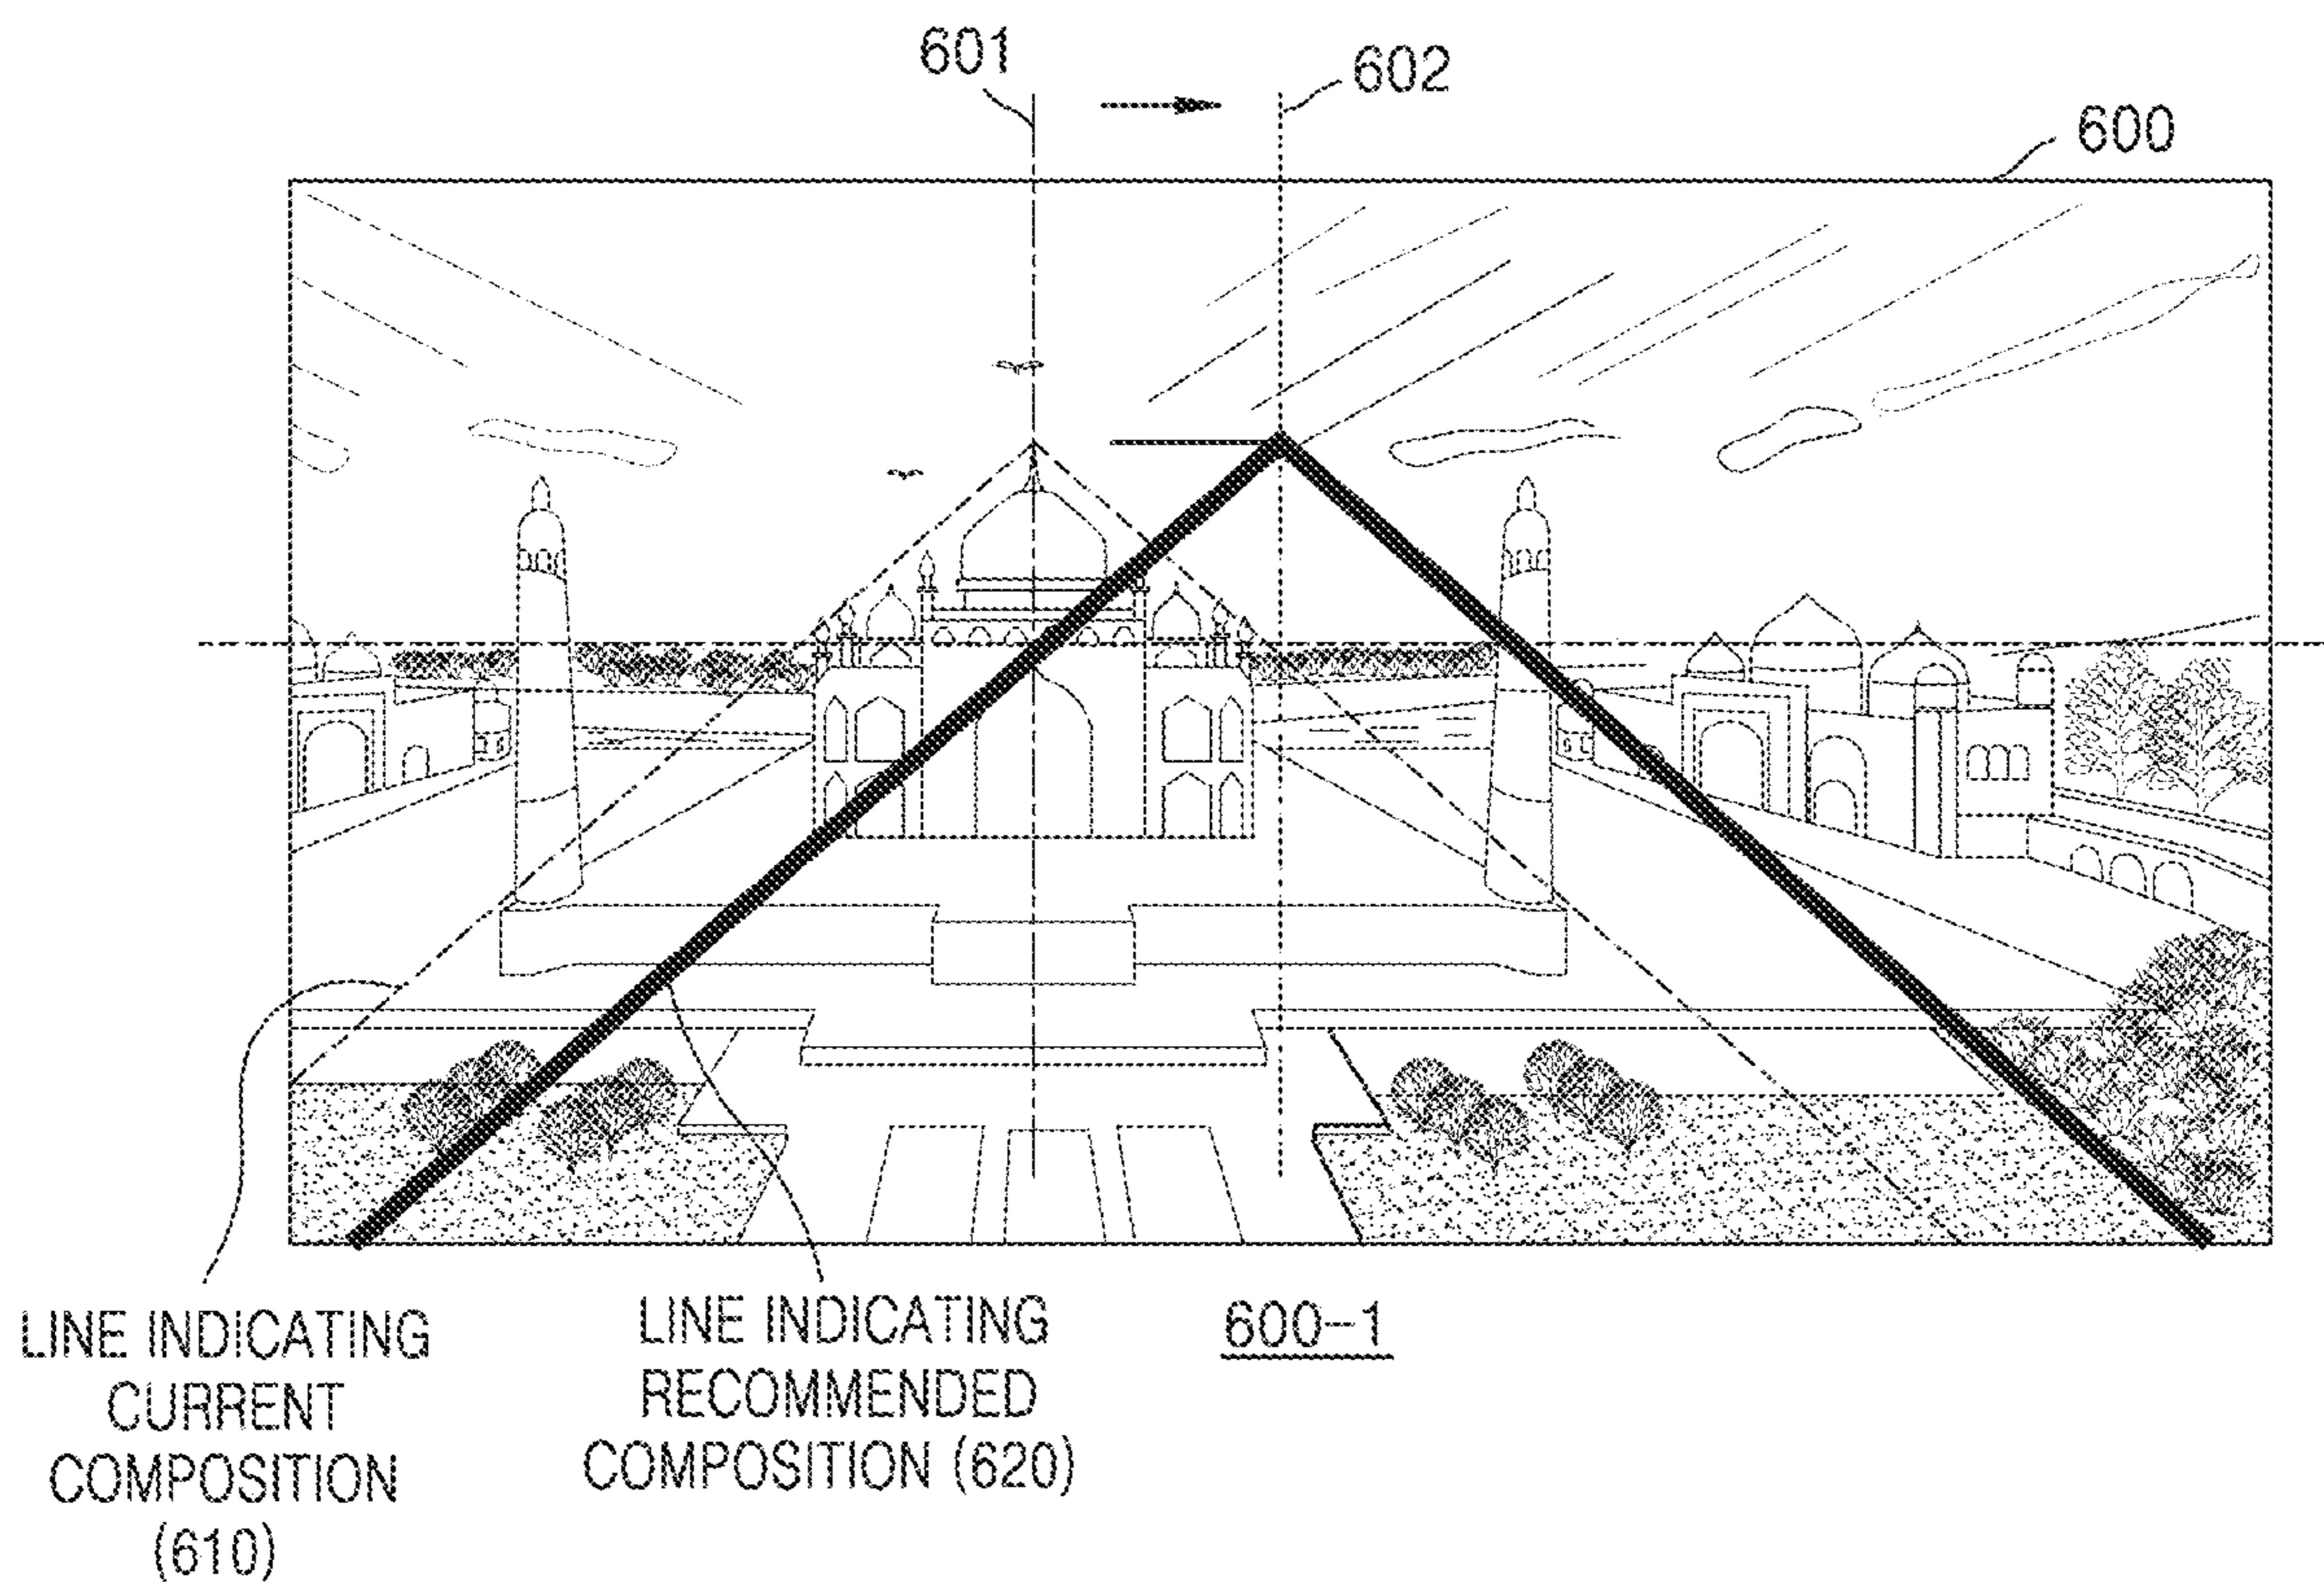 601
602
600
LINE INDICATING
CURRENT
COMPOSITION
(610)
LINE INDICATING
RECOMMENDED
COMPOSITION (620)
600-1